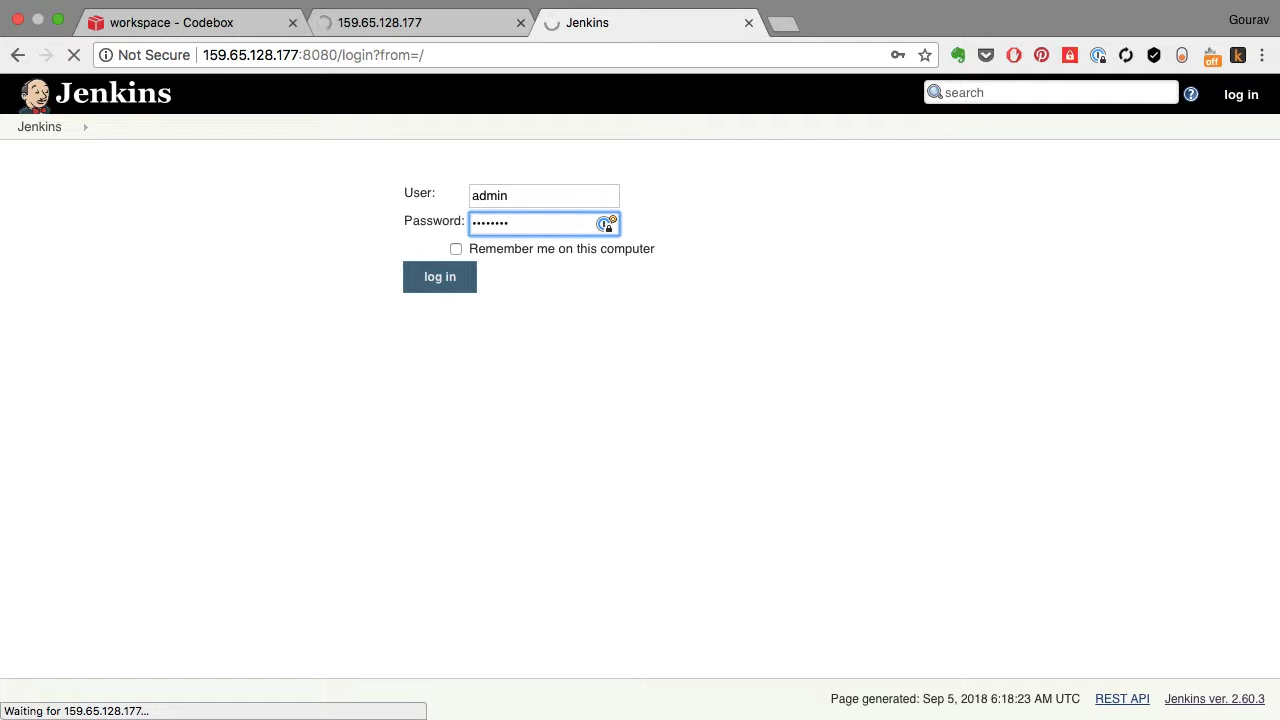 workspace - Codebox
159.65.128.177
Jenkins
Gourav
Not Secure
159.65.128.177:8080/login?from=/
off
k
Jenkins
search
?
log in
Jenkins
User:
admin
Password:
••••••••
Remember me on this computer
log in
Page generated: Sep 5, 2018 6:18:23 AM UTC
REST API
Jenkins ver. 2.60.3
Waiting for 159.65.128.177...